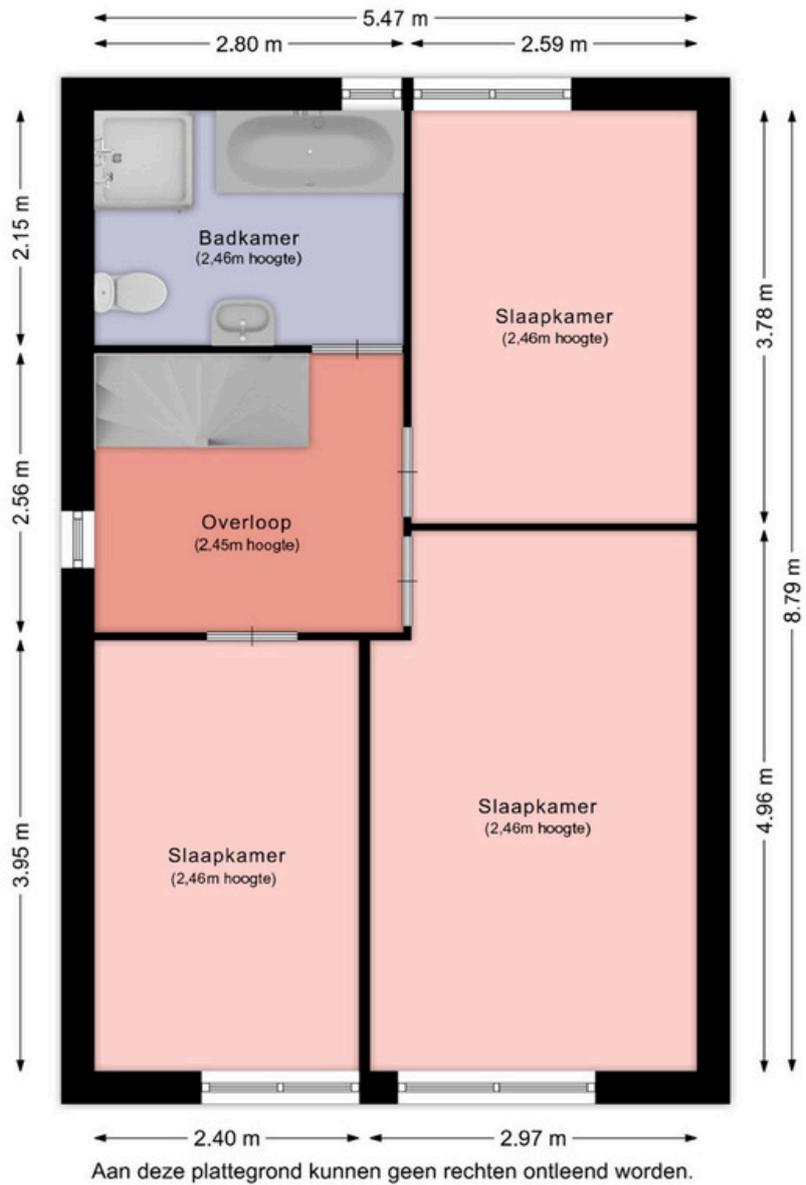 5.47 m
2.80 m
2.59 m
2.15 m
Badkamer
(2,46m hoogte)
Slaapkamer
(2,46m hoogte)
3.78 m
2.56 m
Overloop
(2,45m hoogte)
8.79 m
Slaapkamer
(2,46m hoogte)
4.96 m
Slaapkamer
(2,46m hoogte)
3.95 m
2.40 m
2.97 m
Aan deze plattegrond kunnen geen rechten ontleend worden.